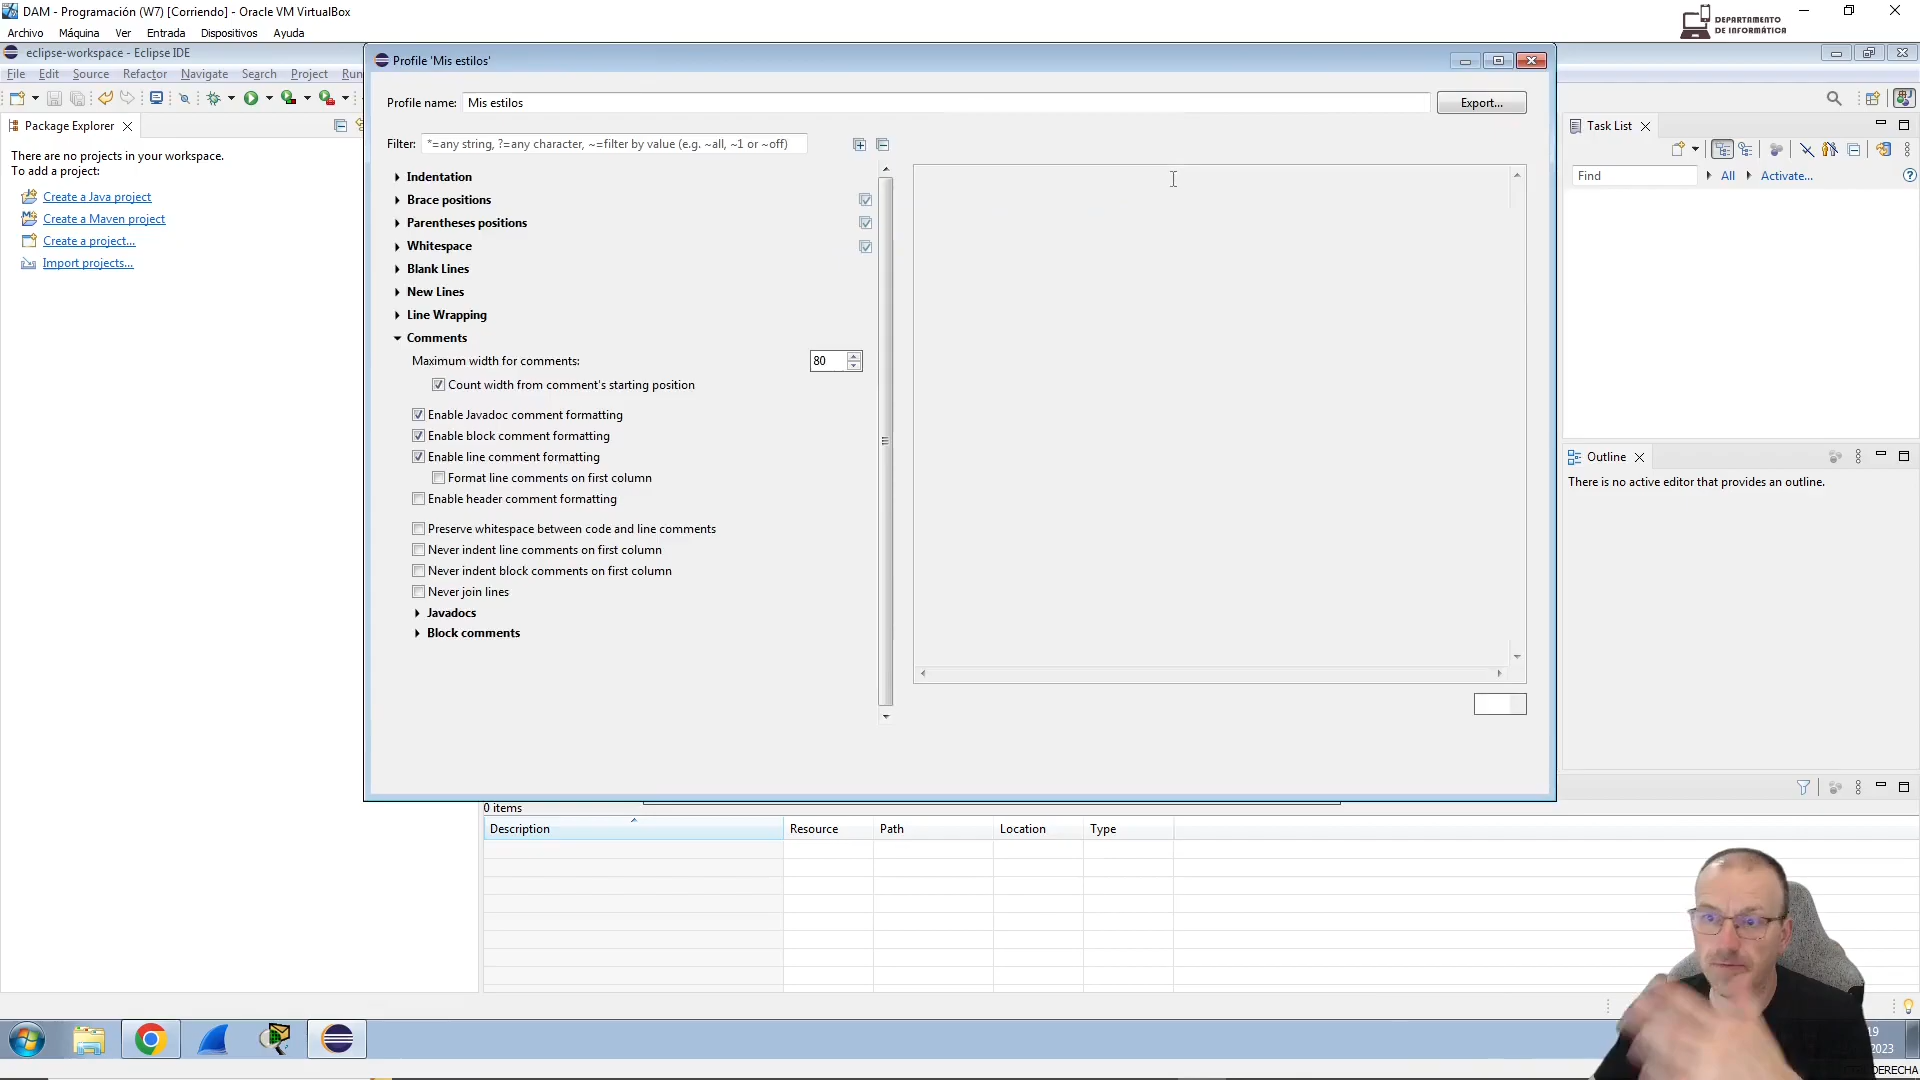 DAM - Programación (W7) [Corriendo] - Oracle VM VirtualBox
DEPARTAMENTO
DE INFORMÁTICA
Archivo Máquina Ver Entrada Dispositivos Ayuda
eclipse-workspace - Eclipse IDE
File Edit Source Refactor Navigate Search Project Run
Package Explorer
There are no projects in your workspace.
To add a project:
Create a Java project
Create a Maven project
Create a project...
Import projects...
Profile 'Mis estilos'
Profile name: Mis estilos
Export...
Filter: *=any string, ?=any character, ~=filter by value (e.g. ~all, ~1 or ~off)
Indentation
Brace positions
Parentheses positions
Whitespace
Blank Lines
New Lines
Line Wrapping
Comments
Maximum width for comments: 80
Count width from comment's starting position
Enable Javadoc comment formatting
Enable block comment formatting
Enable line comment formatting
Format line comments on first column
Enable header comment formatting
Preserve whitespace between code and line comments
Never indent line comments on first column
Never indent block comments on first column
Never join lines
Javadocs
Block comments
Task List
Find All Activate...
Outline
There is no active editor that provides an outline.
0 items
Description Resource Path Location Type
19
2023
DERECHA